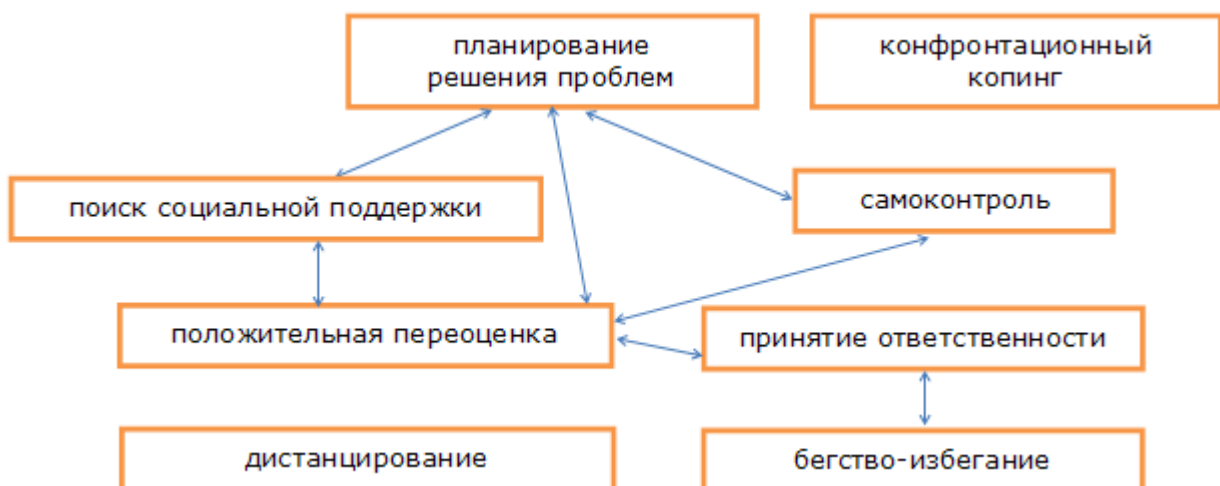 планирование
решения проблем
конфронтационный
копинг
поиск социальной поддержки
самоконтроль
положительная переоценка
принятие ответственности
дистанцирование
бегство-избегание